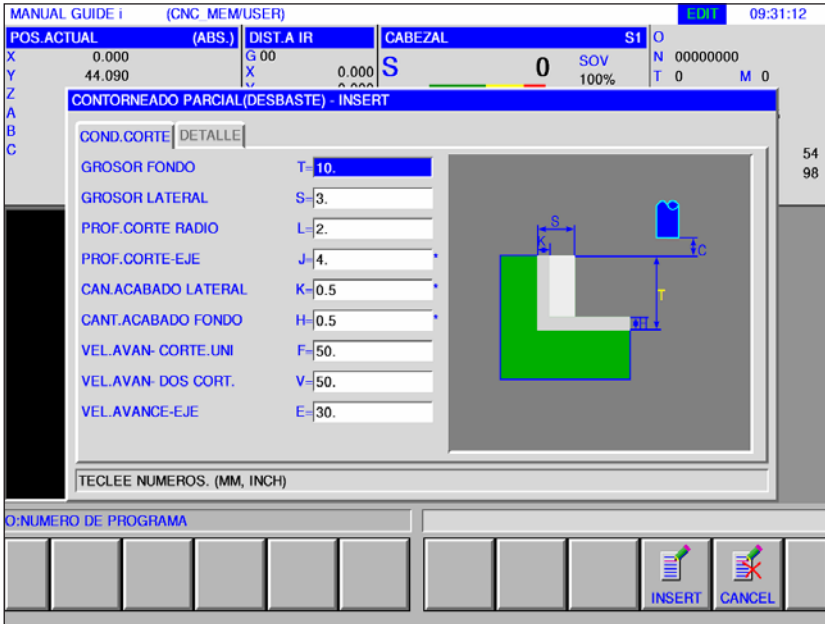 MANUAL GUIDE i (CNC_MEM/USER) EDIT 09:31:12
POS.ACTUAL (ABS.) DIST.A IR CABEZAL S1 O
X 0.000 G 00 S 0 SOV N 00000000
Y 44.090 X 0.000 100% T 0 M 0
Z
A
B
C
54
98
CONTORNEADO PARCIAL(DESBASTE) - INSERT
COND.CORTE DETALLE
GROSOR FONDO T=10.
GROSOR LATERAL S=3.
PROF.CORTE RADIO L=2.
PROF.CORTE-EJE J=4. *
CAN.ACABADO LATERAL K=0.5 *
CANT.ACABADO FONDO H=0.5 *
VEL.AVAN- CORTE.UNI F=50.
VEL.AVAN- DOS CORT. V=50.
VEL.AVANCE-EJE E=30.
S
K
C
T
H
TECLEE NUMEROS. (MM, INCH)
O:NUMERO DE PROGRAMA
INSERT CANCEL